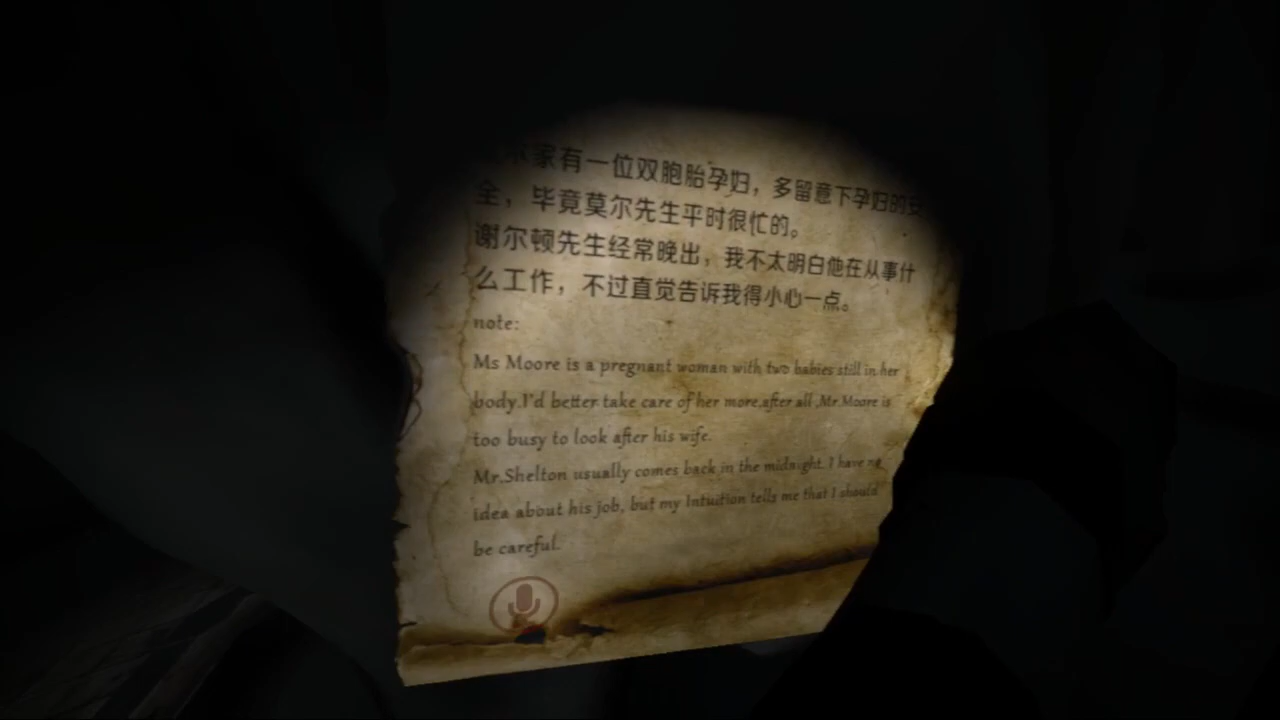 家有一位双胞胎孕妇，多留意下孕妇的安
全，毕竟莫尔先生平时很忙的。
谢尔顿先生经常晚出，我不太明白他在从事什
么工作，不过直觉告诉我得小心一点。
note:
Ms Moore is a pregnant woman with two babies still in her
body.I'd better take care of her more,after all ,Mr.Moore is
too busy to look after his wife.
Mr.Shelton usually comes back in the midnight. I have no
idea about his job, but my Intuition tells me that I should
be careful.